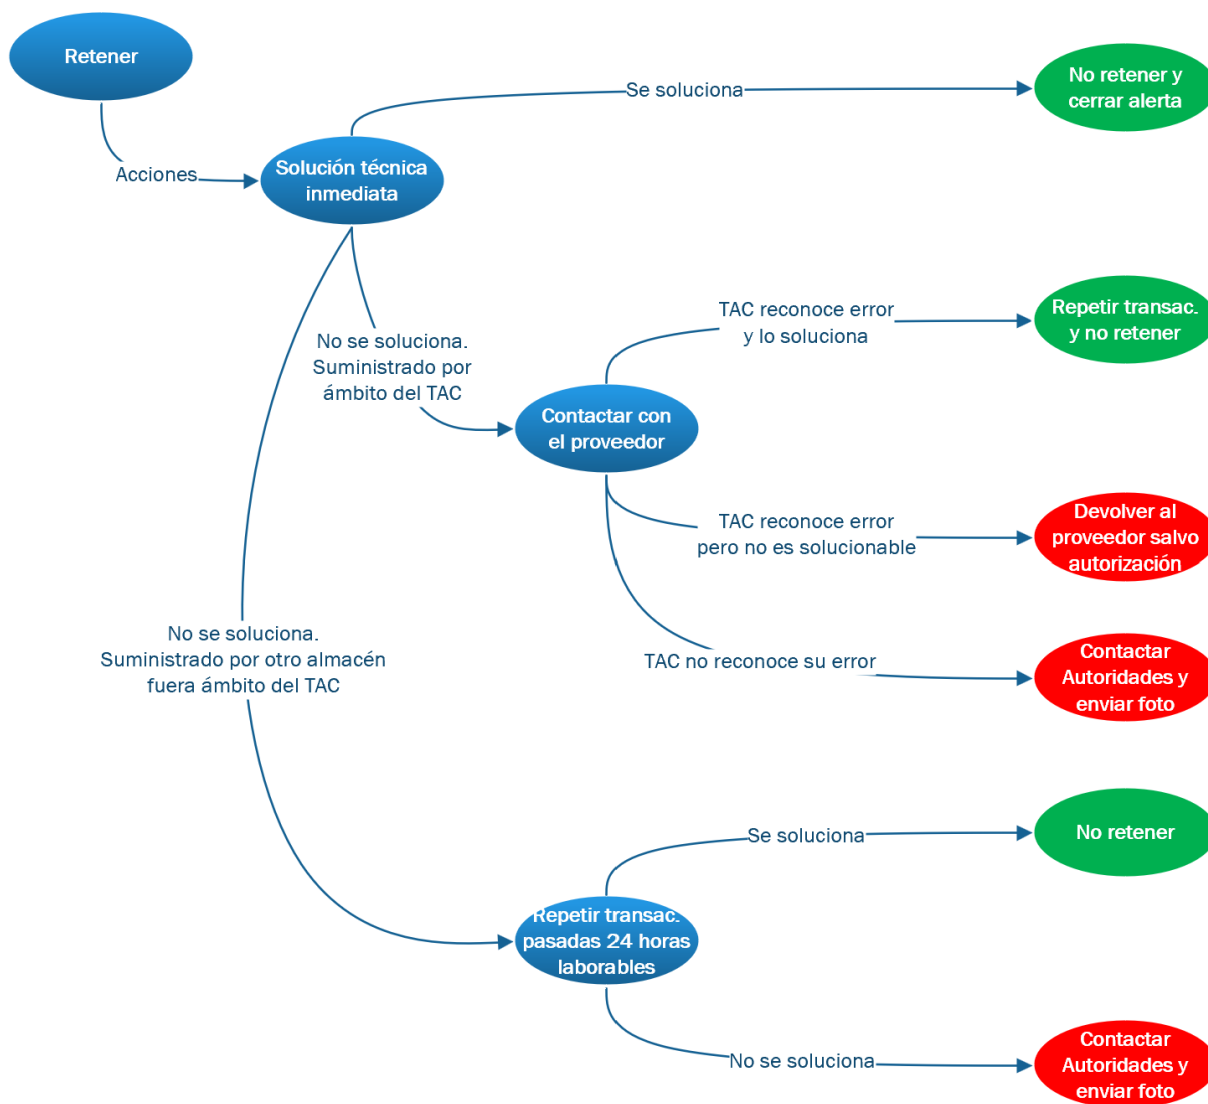 Retener
Acciones
Solución técnica
inmediata
Se soluciona
No retener y
cerrar alerta
No se soluciona.
Suministrado por
ámbito del TAC
Contactar con
el proveedor
TAC reconoce error
y lo soluciona
Repetir transac.
y no retener
TAC reconoce error
pero no es solucionable
Devolver al
proveedor salvo
autorización
TAC no reconoce su error
Contactar
Autoridades y
enviar foto
No se soluciona.
Suministrado por otro almacén
fuera ámbito del TAC
Repetir transac.
pasadas 24 horas
laborables
Se soluciona
No retener
No se soluciona
Contactar
Autoridades y
enviar foto